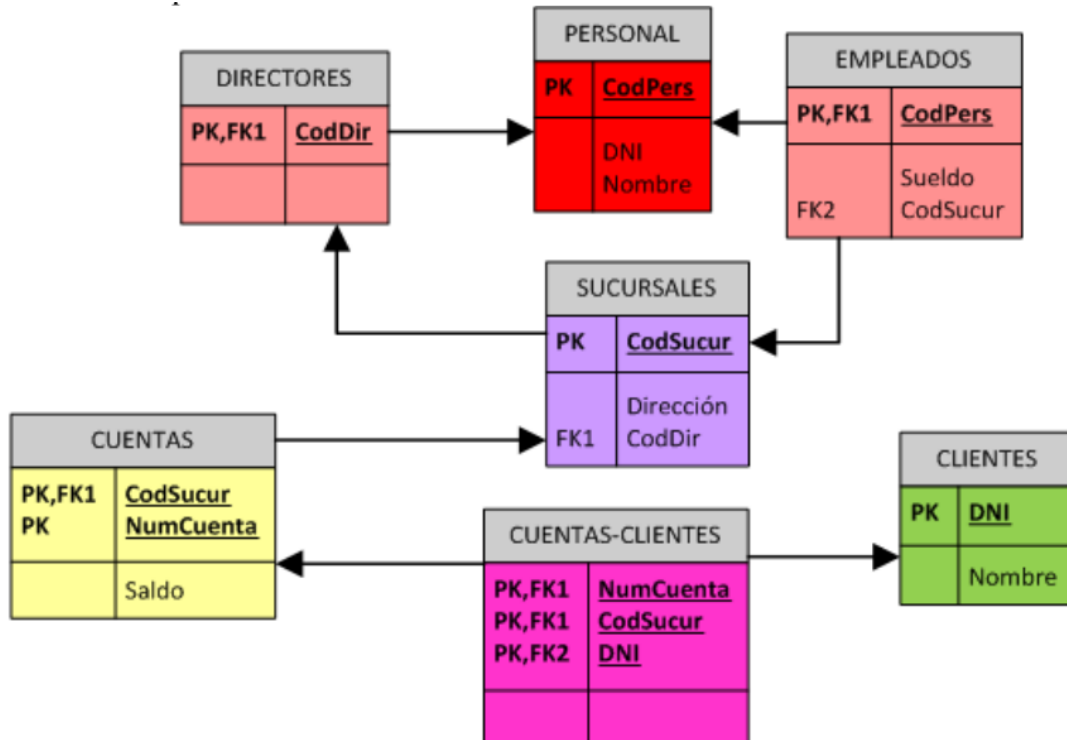 PERSONAL
PK CodPers
DNI
Nombre
DIRECTORES
PK,FK1 CodDir
EMPLEADOS
PK,FK1 CodPers
Sueldo
FK2 CodSucur
SUCURSALES
PK CodSucur
Dirección
FK1 CodDir
CUENTAS
PK,FK1 CodSucur
PK NumCuenta
Saldo
CUENTAS-CLIENTES
PK,FK1 NumCuenta
PK,FK1 CodSucur
PK,FK2 DNI
CLIENTES
PK DNI
Nombre